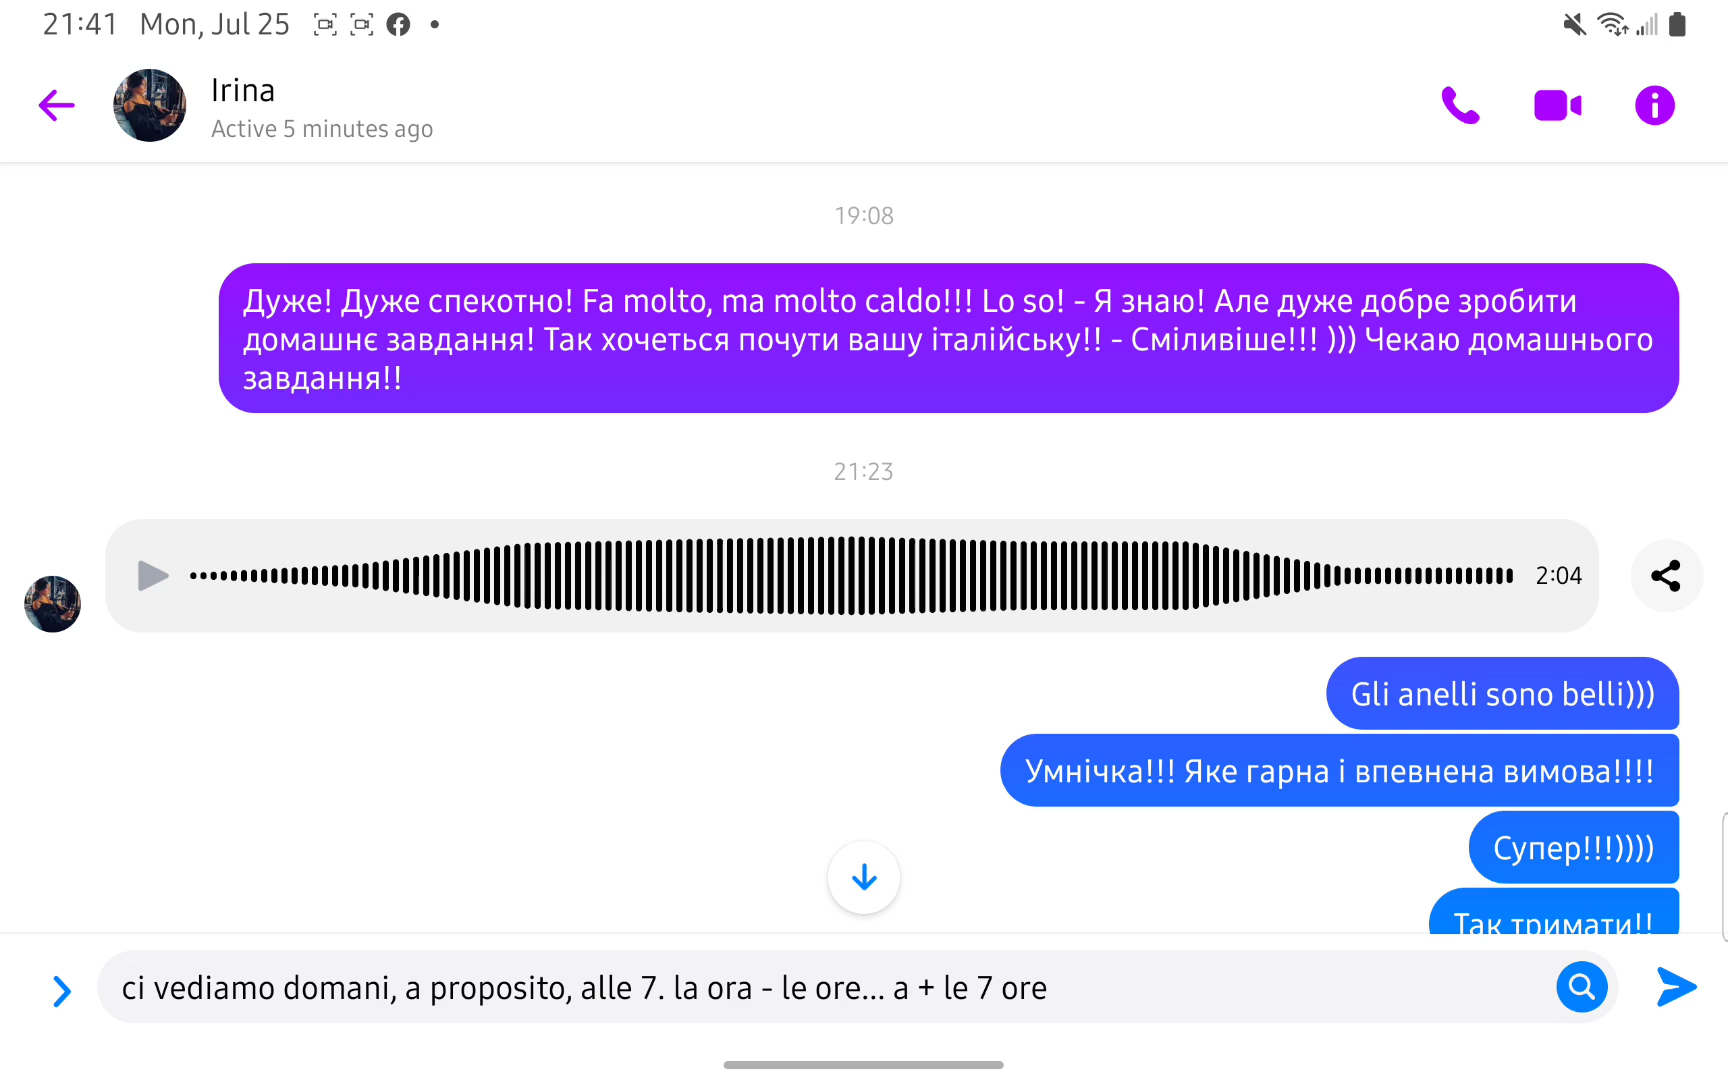 21:41 Mon, Jul 25
Irina
Active 5 minutes ago
19:08
Дуже! Дуже спекотно! Fa molto, ma molto caldo!!! Lo so! - Я знаю! Але дуже добре зробити
домашнє завдання! Так хочеться почути вашу італійську!! - Сміливіше!!! ))) Чекаю домашнього
завдання!!
21:23
2:04
Gli anelli sono belli)))
Умнічка!!! Яке гарна і впевнена вимова!!!!
Супер!!!))))
Так тримати!!
ci vediamo domani, a proposito, alle 7. la ora - le ore... a + le 7 ore